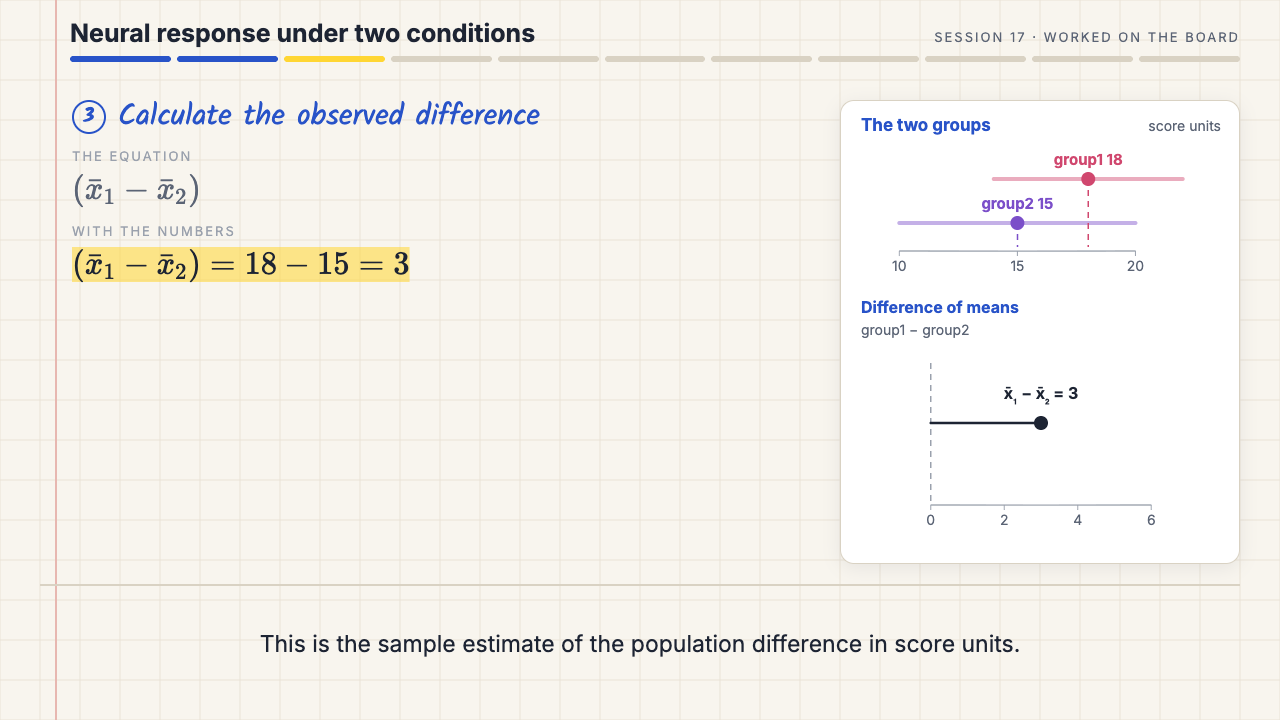 Neural response under two conditions
SESSION 17 · WORKED ON THE BOARD
3 Calculate the observed difference
THE EQUATION
(x̄₁ − x̄₂)
WITH THE NUMBERS
(x̄₁ − x̄₂) = 18 − 15 = 3
The two groups
score units
group1 18
group2 15
10 15 20
Difference of means
group1 − group2
x̄₁ − x̄₂ = 3
0 2 4 6
This is the sample estimate of the population difference in score units.